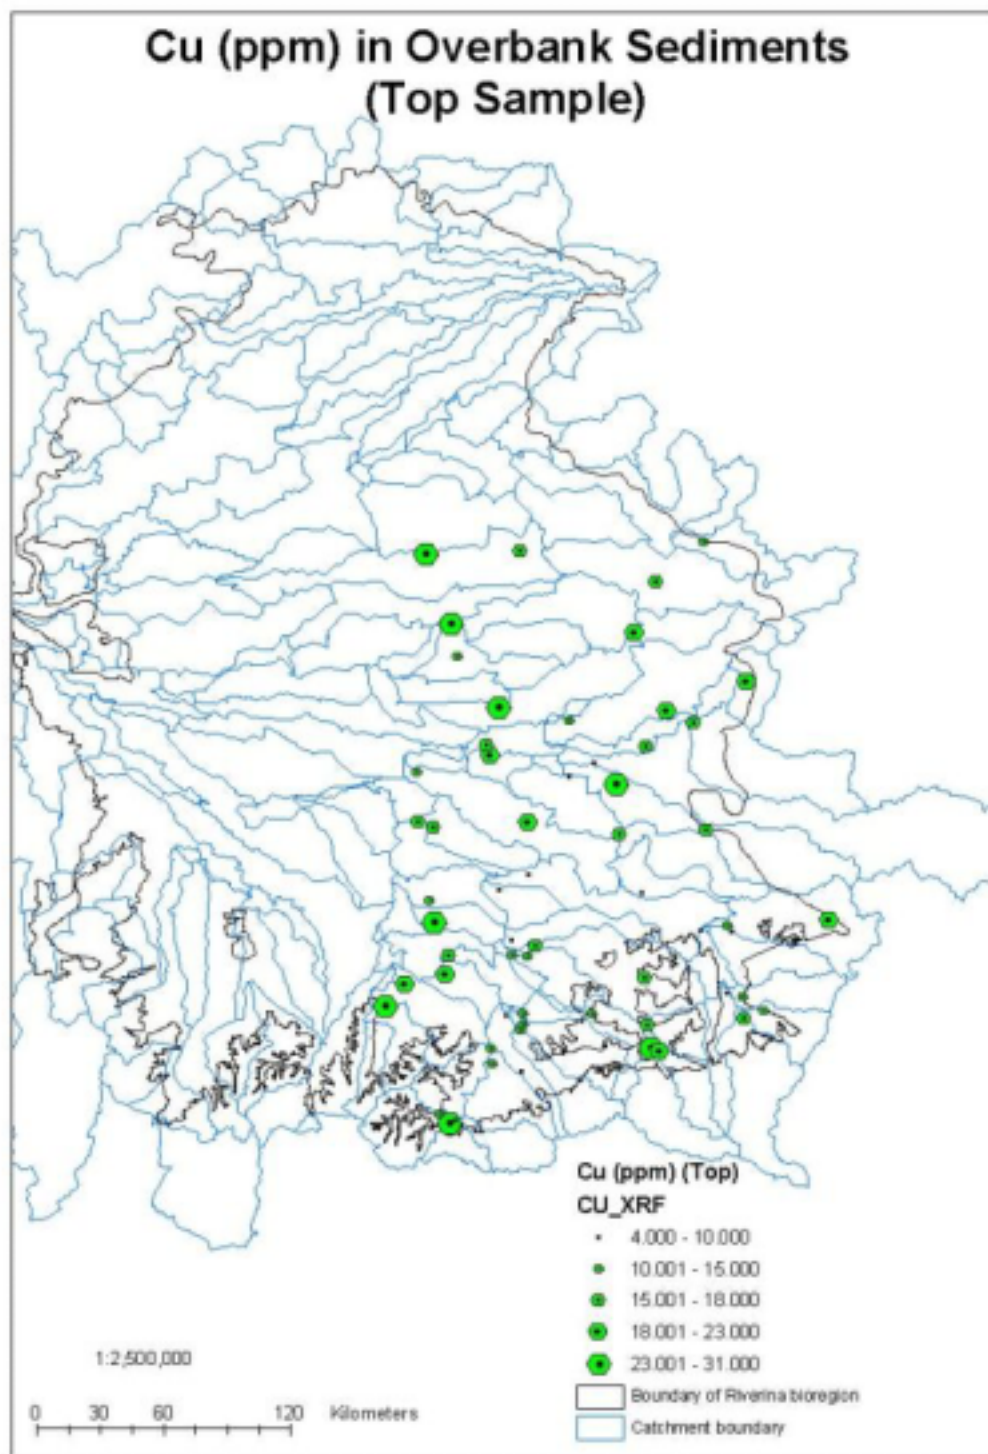 Cu (ppm) in Overbank Sediments
(Top Sample)
Cu (ppm) (Top)
CU_XRF
4.000 - 10.000
10.001 - 15.000
15.001 - 18.000
18.001 - 23.000
23.001 - 31.000
Boundary of Riverina bioregion
Catchment boundary
1:2,500,000
0 30 60 120 Kilometers